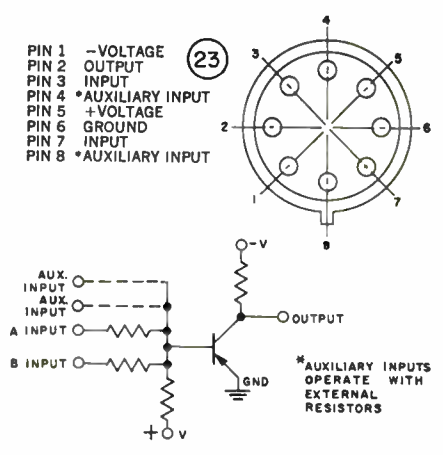 PIN 1 -VOLTAGE
PIN 2 OUTPUT
PIN 3 INPUT
PIN 4 *AUXILIARY INPUT
PIN 5 +VOLTAGE
PIN 6 GROUND
PIN 7 INPUT
PIN 8 *AUXILIARY INPUT
23
4
3
5
2
6
1
7
8
-V
AUX.
INPUT
AUX.
INPUT
A INPUT
B INPUT
OUTPUT
GND
+ V
*AUXILIARY INPUTS
OPERATE WITH
EXTERNAL
RESISTORS